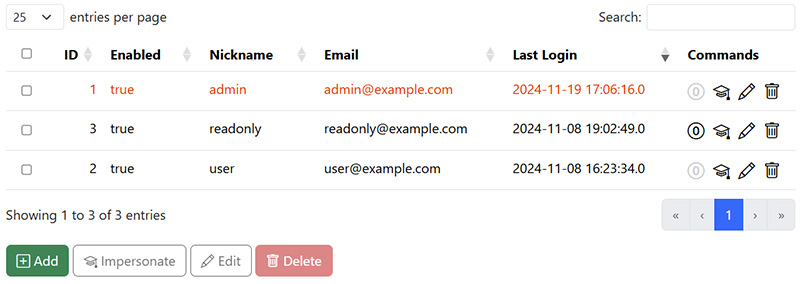 25 entries per page Search:
ID Enabled Nickname Email Last Login Commands
1 true admin admin@example.com 2024-11-19 17:06:16.0 0
3 true readonly readonly@example.com 2024-11-08 19:02:49.0 0
2 true user user@example.com 2024-11-08 16:23:34.0 0
Showing 1 to 3 of 3 entries « ‹ 1 › »
Add Impersonate Edit Delete